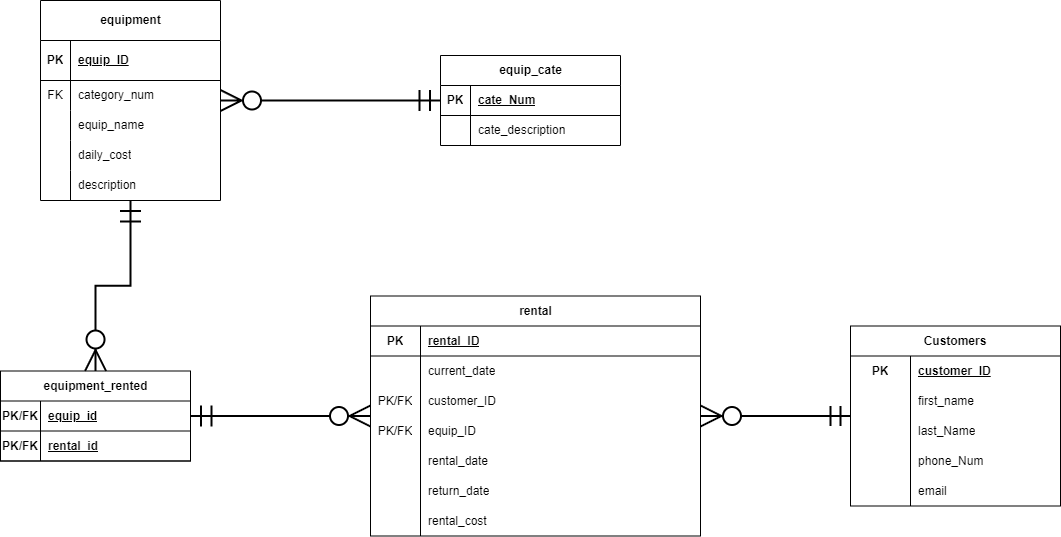 equipment
PK equip_ID
FK category_num
equip_name
daily_cost
description
equip_cate
PK cate_Num
cate_description
equipment_rented
PK/FK equip_id
PK/FK rental_id
rental
PK rental_ID
current_date
PK/FK customer_ID
PK/FK equip_ID
rental_date
return_date
rental_cost
Customers
PK customer_ID
first_name
last_Name
phone_Num
email